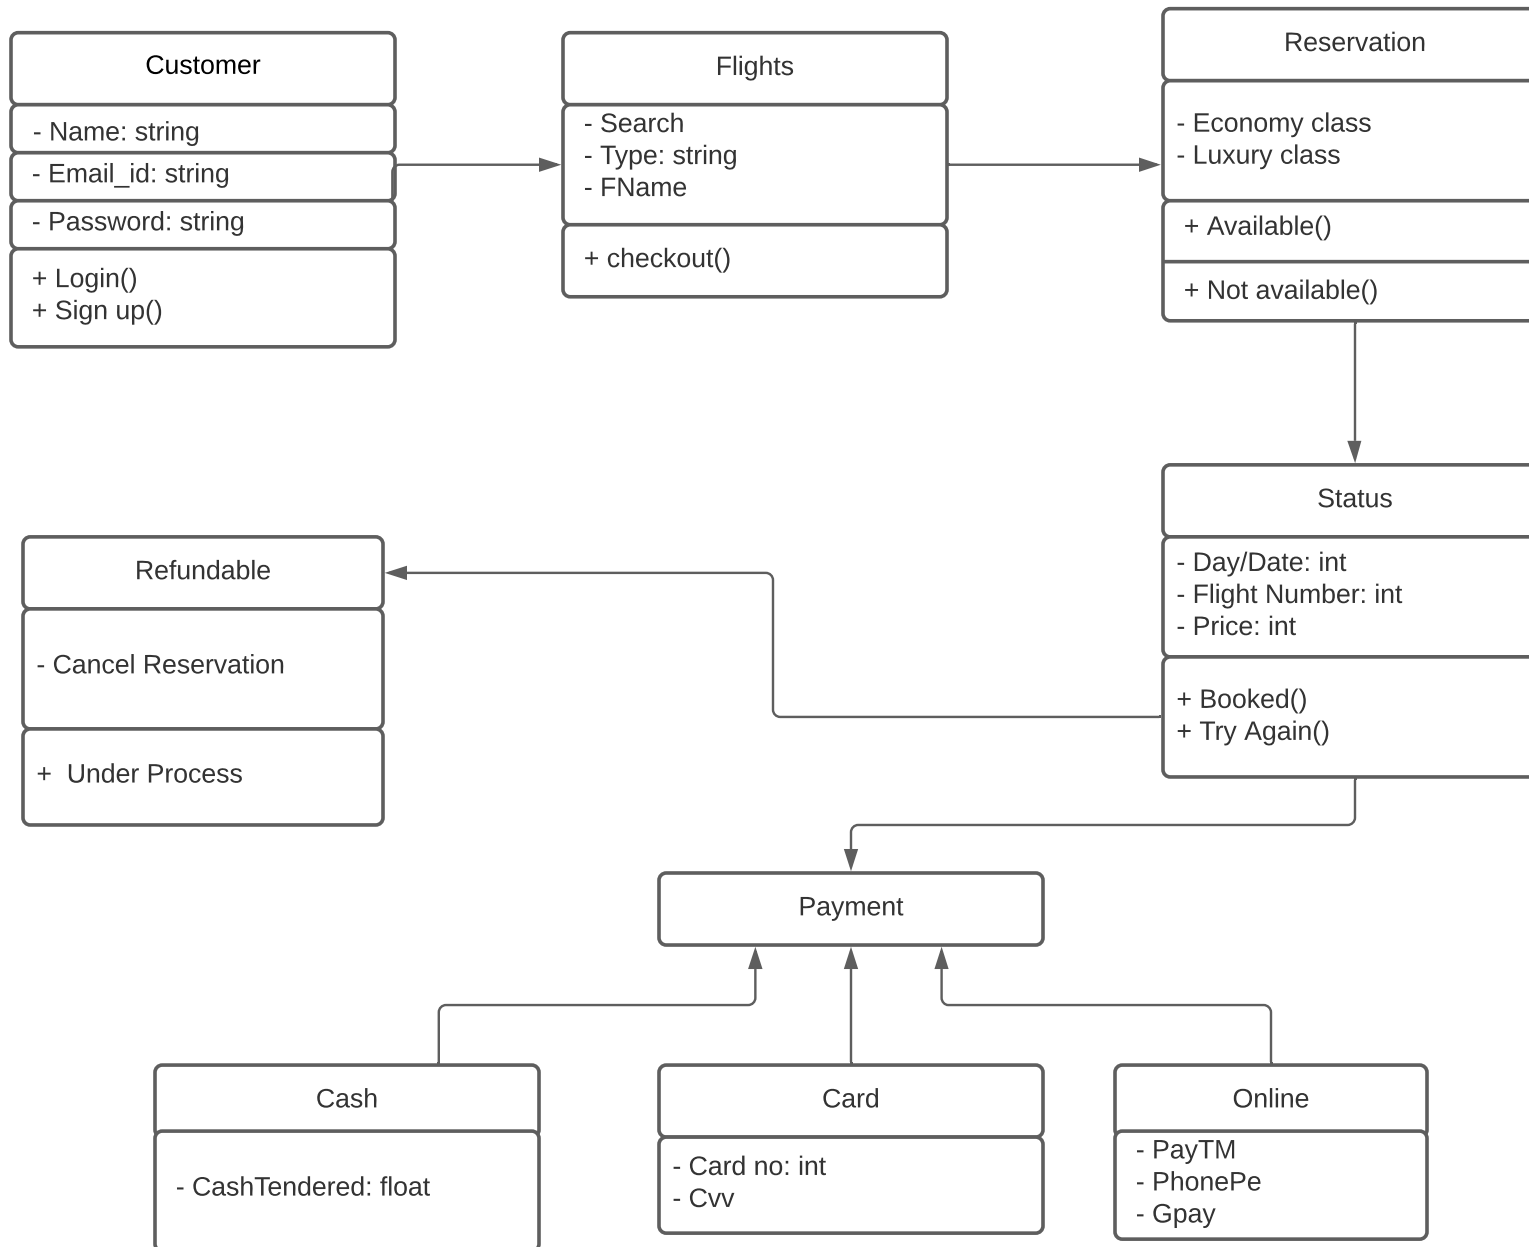 Customer
- Name: string
- Email_id: string
- Password: string
+ Login()
+ Sign up()
Flights
- Search
- Type: string
- FName
+ checkout()
Reservation
- Economy class
- Luxury class
+ Available()
+ Not available()
Status
- Day/Date: int
- Flight Number: int
- Price: int
+ Booked()
+ Try Again()
Refundable
- Cancel Reservation
+  Under Process
Payment
Cash
- CashTendered: float
Card
- Card no: int
- Cvv
Online
- PayTM
- PhonePe
- Gpay